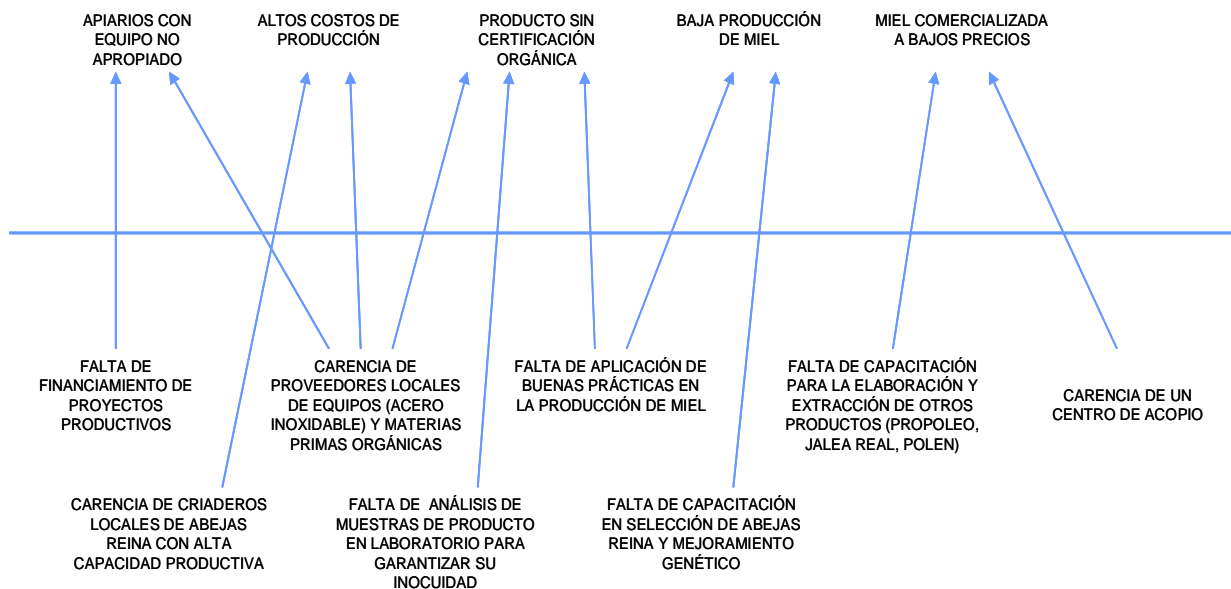 APIARIOS CON
EQUIPO NO
APROPIADO
ALTOS COSTOS DE
PRODUCCIÓN
PRODUCTO SIN
CERTIFICACIÓN
ORGÁNICA
BAJA PRODUCCIÓN
DE MIEL
MIEL COMERCIALIZADA
A BAJOS PRECIOS
FALTA DE
FINANCIAMIENTO DE
PROYECTOS
PRODUCTIVOS
CARENCIA DE
PROVEEDORES LOCALES
DE EQUIPOS (ACERO
INOXIDABLE) Y MATERIAS
PRIMAS ORGÁNICAS
FALTA DE APLICACIÓN DE
BUENAS PRÁCTICAS EN
LA PRODUCCIÓN DE MIEL
FALTA DE CAPACITACIÓN
PARA LA ELABORACIÓN Y
EXTRACCIÓN DE OTROS
PRODUCTOS (PROPOLEO,
JALEA REAL, POLEN)
CARENCIA DE UN
CENTRO DE ACOPIO
CARENCIA DE CRIADEROS
LOCALES DE ABEJAS
REINA CON ALTA
CAPACIDAD PRODUCTIVA
FALTA DE ANÁLISIS DE
MUESTRAS DE PRODUCTO
EN LABORATORIO PARA
GARANTIZAR SU
INOCUIDAD
FALTA DE CAPACITACIÓN
EN SELECCIÓN DE ABEJAS
REINA Y MEJORAMIENTO
GENÉTICO